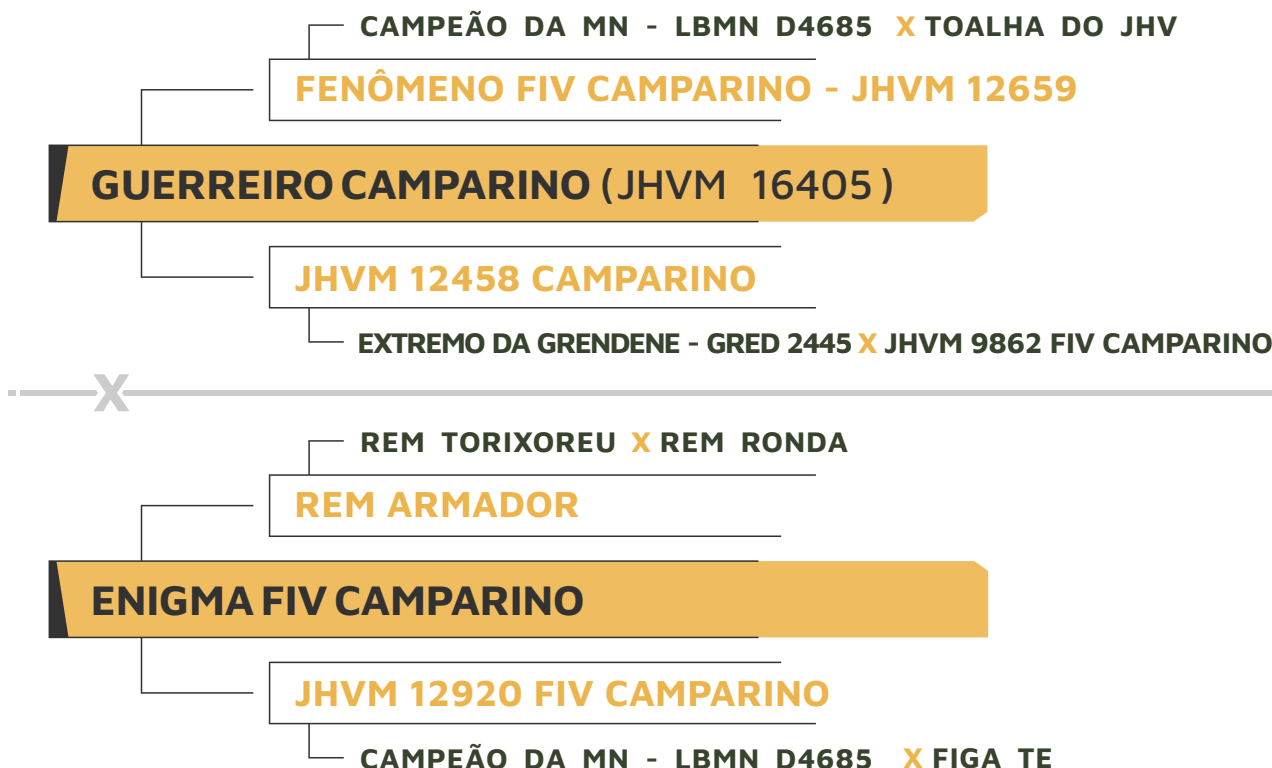 CAMPEÃO DA MN - LBMN D4685 X TOALHA DO JHV
FENÔMENO FIV CAMPARINO - JHVM 12659
GUERREIRO CAMPARINO (JHVM 16405)
JHVM 12458 CAMPARINO
EXTREMO DA GRENDENE - GRED 2445 X JHVM 9862 FIV CAMPARINO
X
REM TORIXOREU X REM RONDA
REM ARMADOR
ENIGMA FIV CAMPARINO
JHVM 12920 FIV CAMPARINO
CAMPEÃO DA MN - LBMN D4685 X FIGA TE